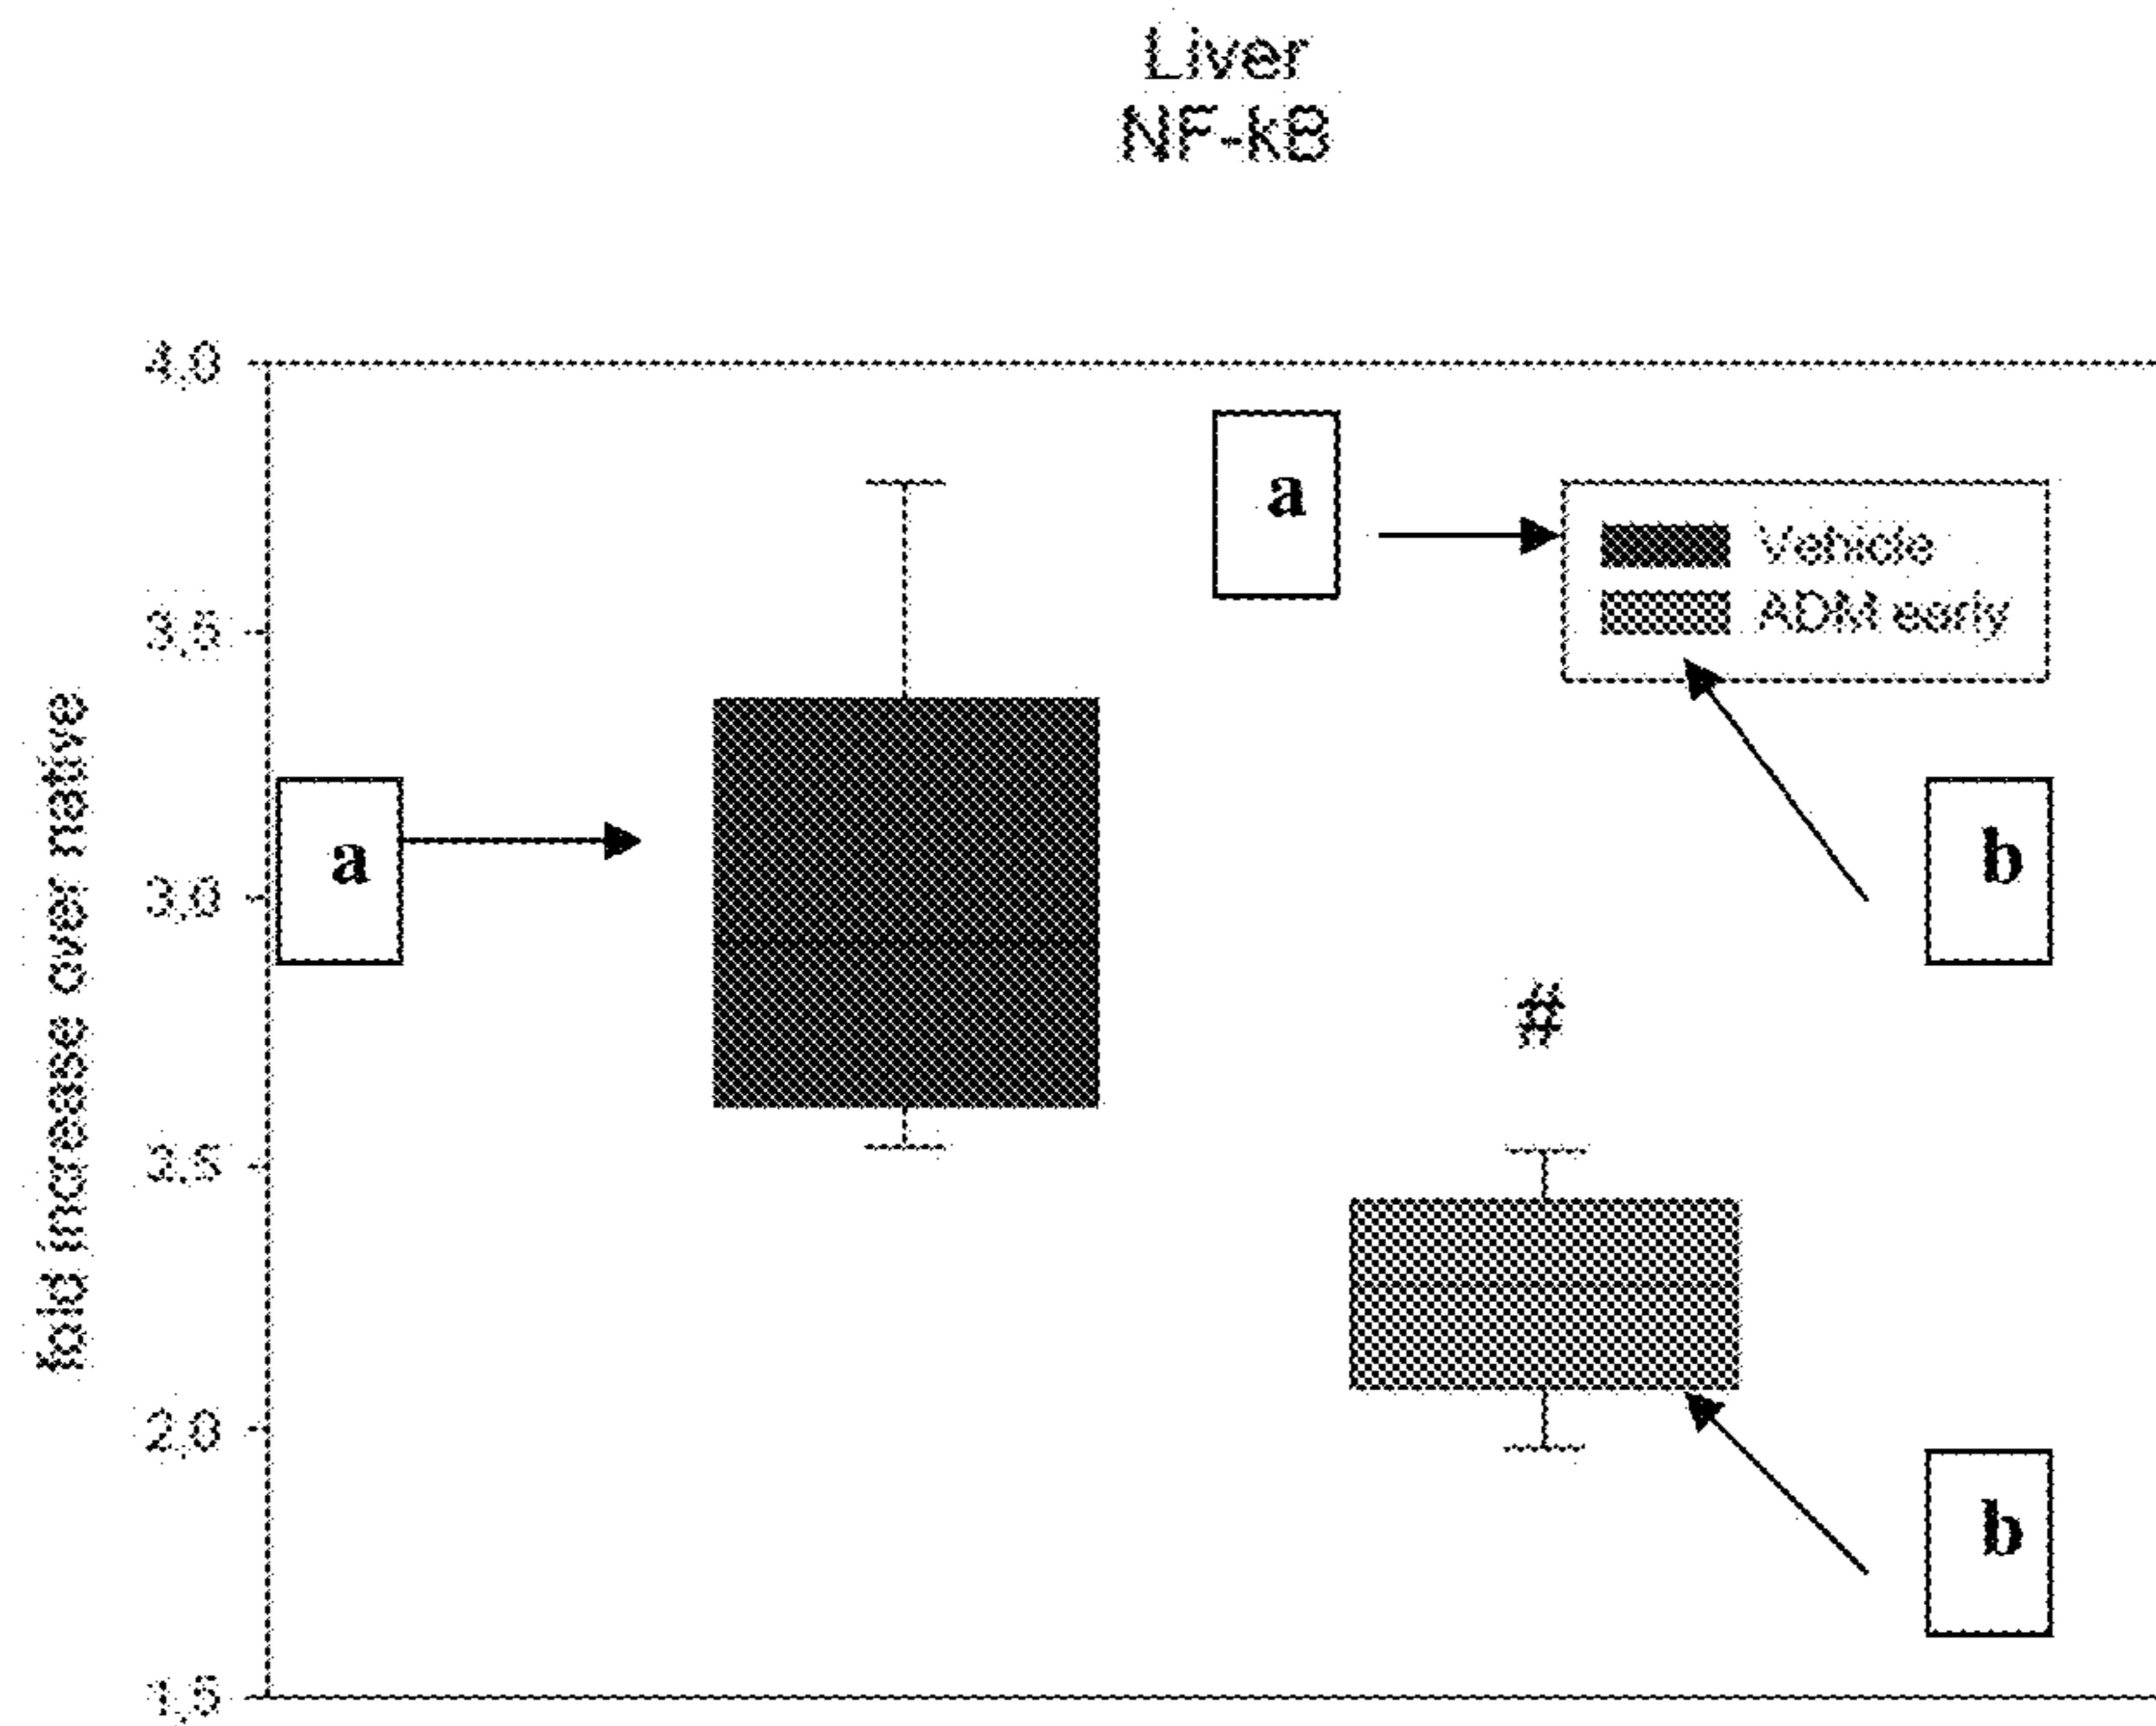 Liver
NF-kB
4,0
a
Vehicle
3,5
ADM early
fold increase over native
a
b
3,0
#
2,5
2,0
b
1,5